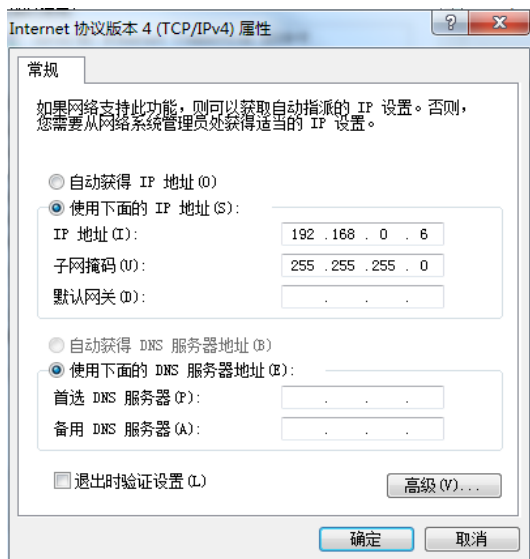 Internet 协议版本 4 (TCP/IPv4) 属性
常规
如果网络支持此功能，则可以获取自动指派的 IP 设置。否则，
您需要从网络系统管理员处获得适当的 IP 设置。
自动获得 IP 地址(O)
使用下面的 IP 地址(S):
IP 地址(I): 192 .168 . 0 . 6
子网掩码(U): 255 .255 .255 . 0
默认网关(D): . . .
自动获得 DNS 服务器地址(B)
使用下面的 DNS 服务器地址(E):
首选 DNS 服务器(P): . . .
备用 DNS 服务器(A): . . .
退出时验证设置(L)
高级(V)...
确定 取消